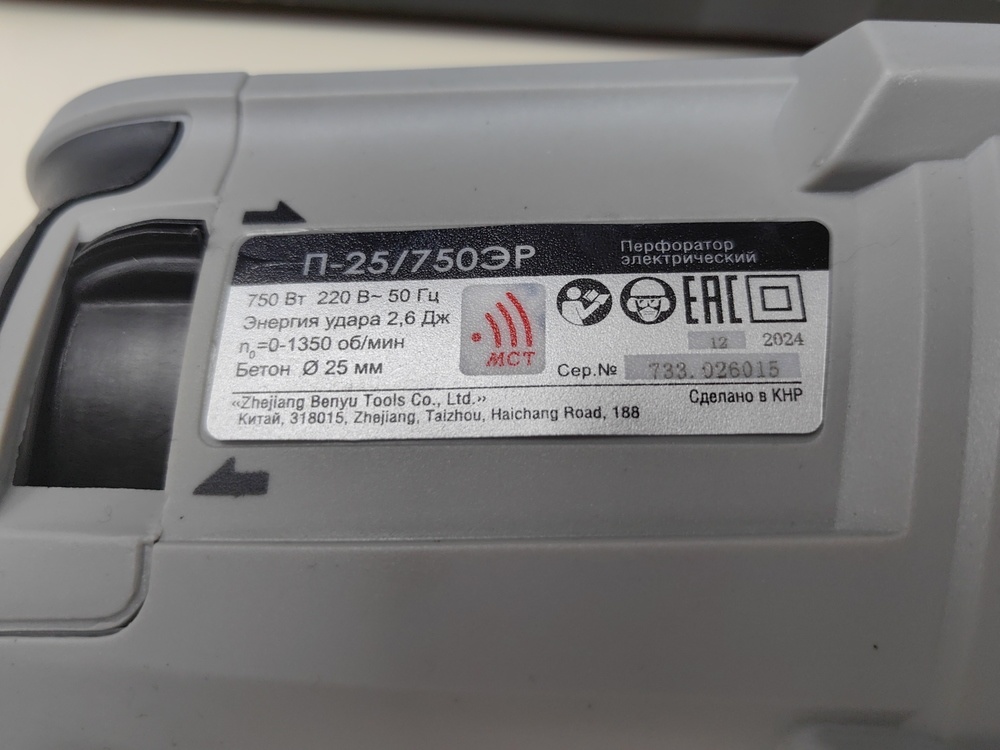 П-25/750ЭР
Перфоратор
электрический
750 Вт 220 В~ 50 Гц
Энергия удара 2,6 Дж
n₀=0-1350 об/мин
Бетон Ø 25 мм
МСТ
EAC
12 2024
Сер.№ 733.026015
«Zhejiang Benyu Tools Co., Ltd.»
Китай, 318015, Zhejiang, Taizhou, Haichang Road, 188
Сделано в КНР